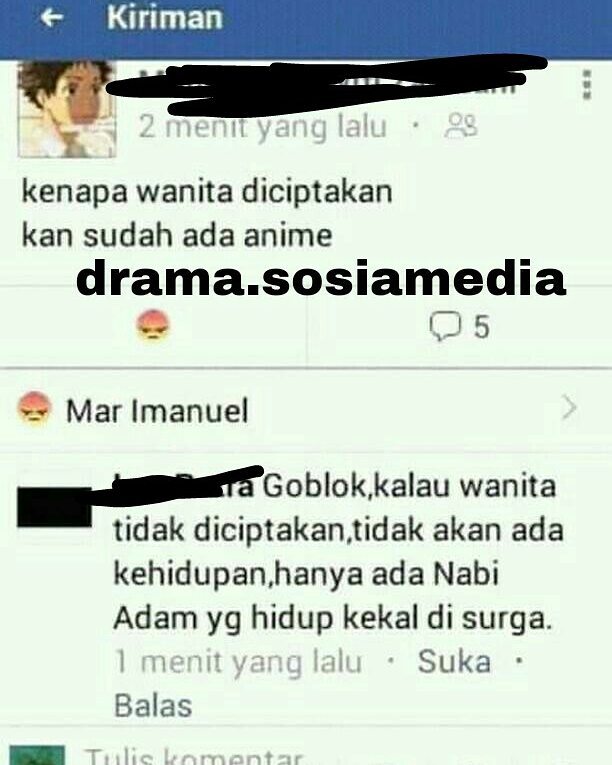 Kiriman
2 menit yang lalu ·
kenapa wanita diciptakan
kan sudah ada anime
drama.sosiamedia
5
Mar Imanuel
Goblok,kalau wanita
tidak diciptakan,tidak akan ada
kehidupan,hanya ada Nabi
Adam yg hidup kekal di surga.
1 menit yang lalu · Suka ·
Balas
Tulis komentar